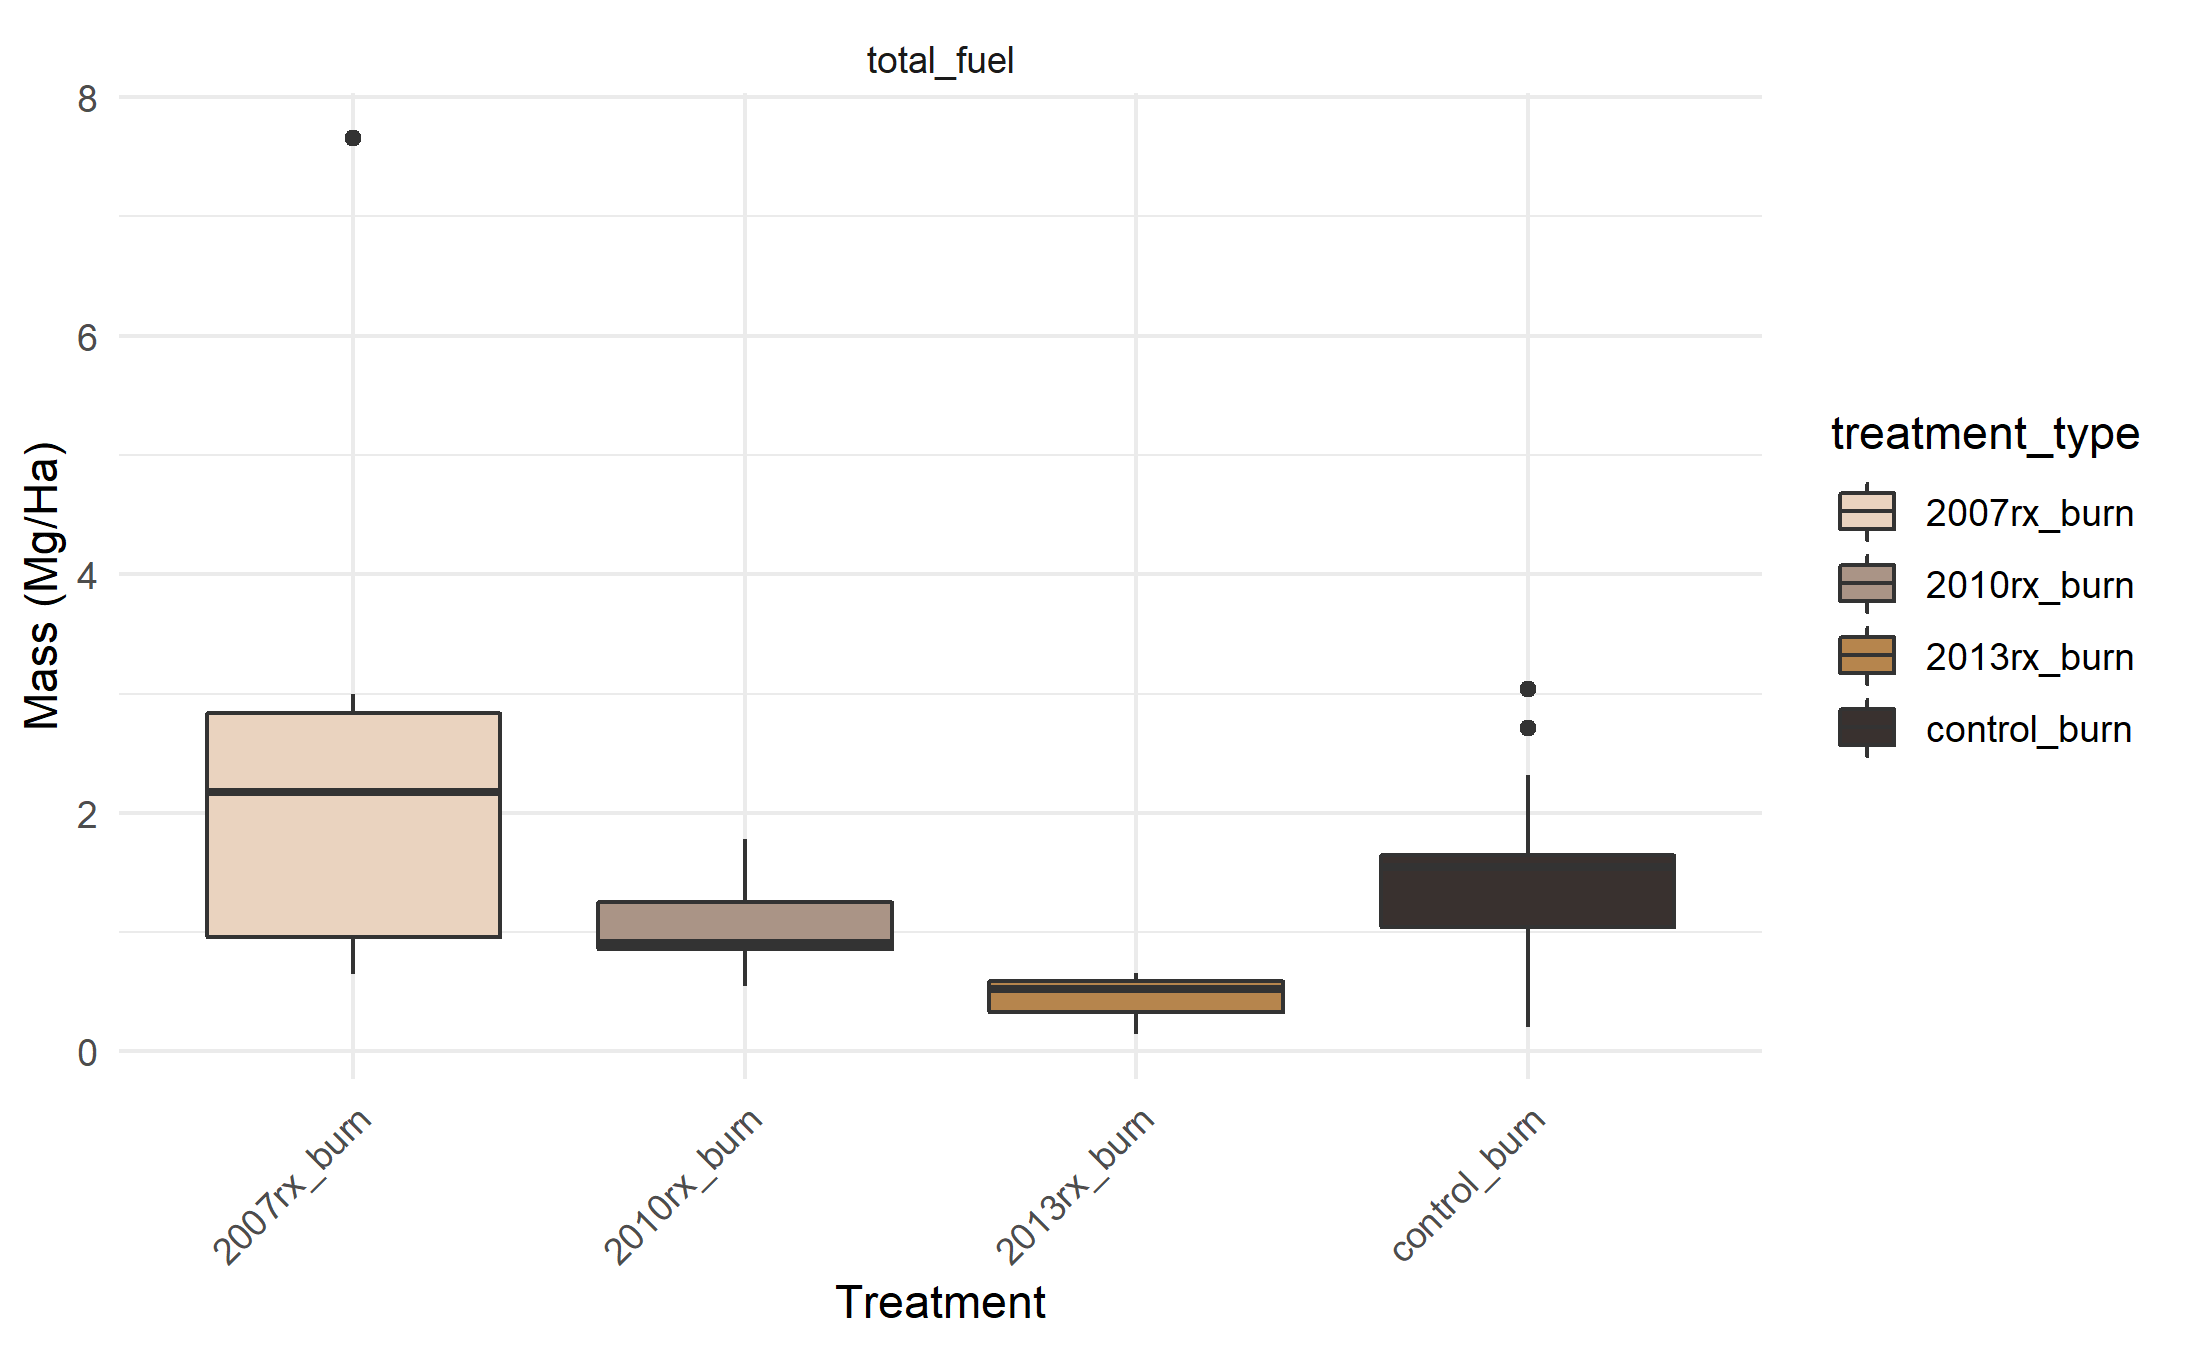 total_fuel
8
6
4
2
0
Mass (Mg/Ha)
2007rx_burn
2010rx_burn
2013rx_burn
control_burn
Treatment
treatment_type
2007rx_burn
2010rx_burn
2013rx_burn
control_burn